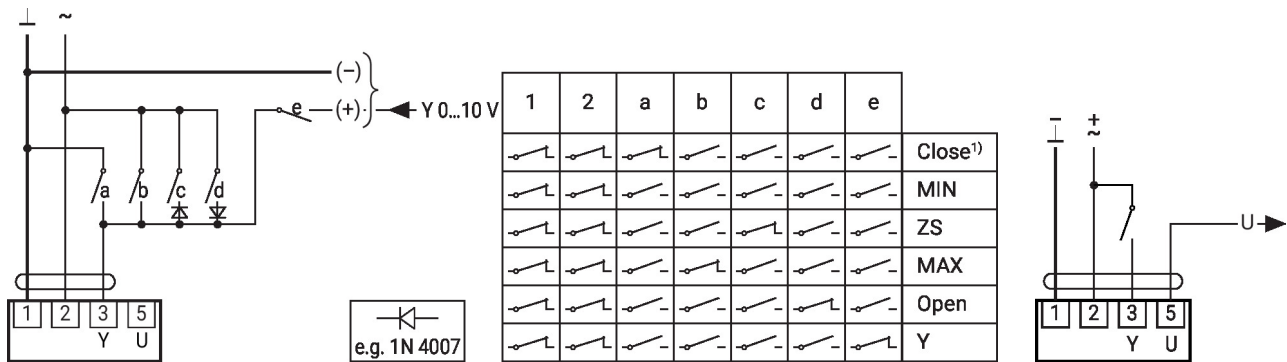 ⊥ ~
(–)
e (+) Y 0...10 V
a b c d
1 2 3 5
Y U
e.g. 1N 4007
1 2 a b c d e
Close¹⁾
MIN
ZS
MAX
Open
Y
– +
⊥ ~
U
1 2 3 5
Y U